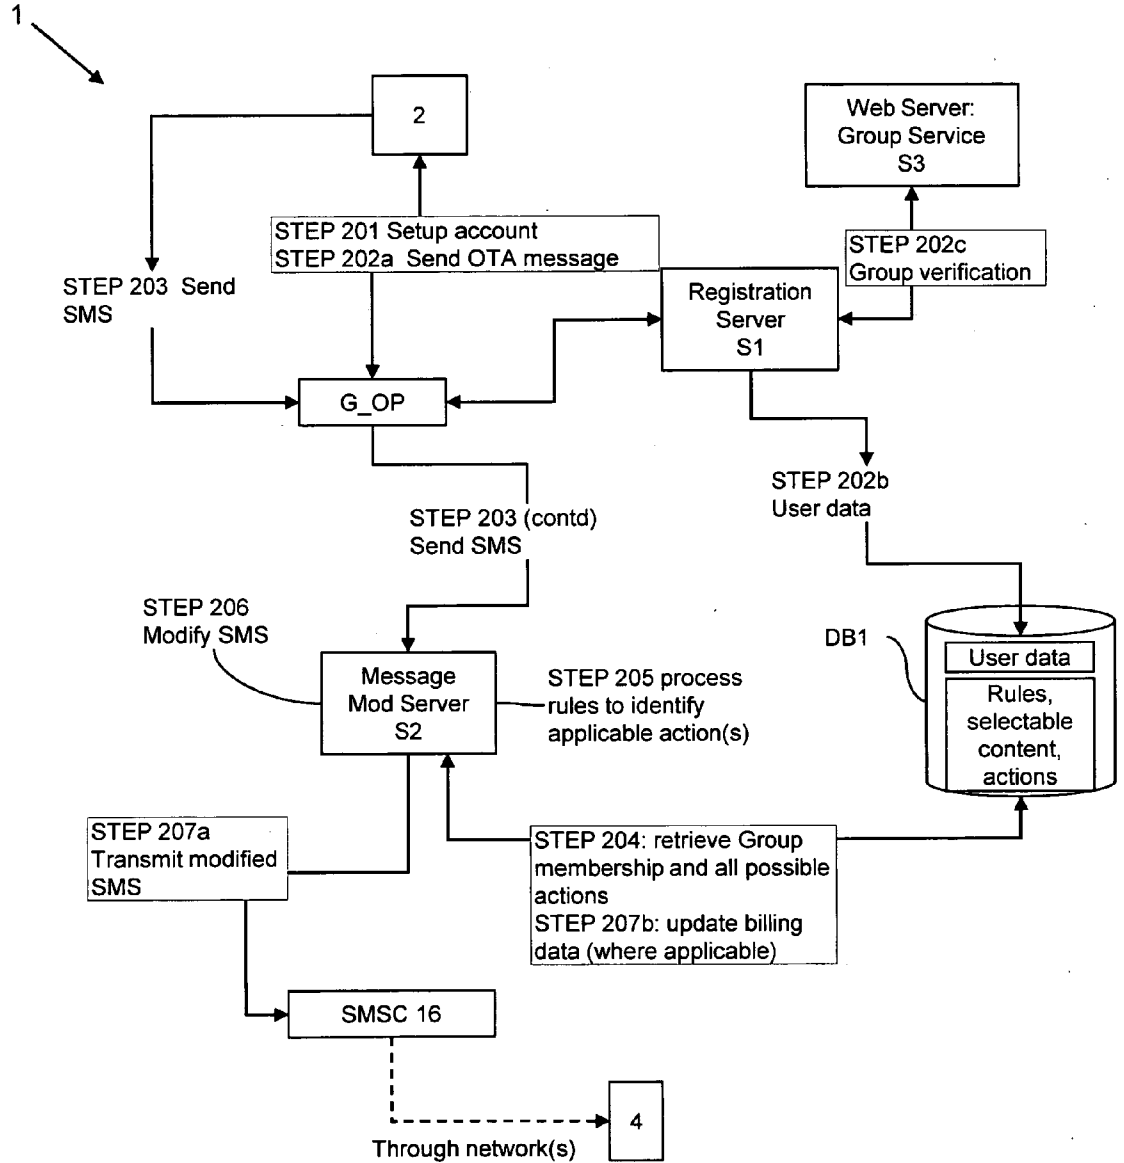 1
2
Web Server:
Group Service
S3
STEP 201 Setup account
STEP 202a Send OTA message
STEP 202c
Group verification
STEP 203 Send
SMS
Registration
Server
S1
G_OP
STEP 202b
User data
STEP 203 (contd)
Send SMS
STEP 206
Modify SMS
DB1
User data
Rules,
selectable
content,
actions
Message
Mod Server
S2
STEP 205 process
rules to identify
applicable action(s)
STEP 207a
Transmit modified
SMS
STEP 204: retrieve Group
membership and all possible
actions
STEP 207b: update billing
data (where applicable)
SMSC 16
4
Through network(s)